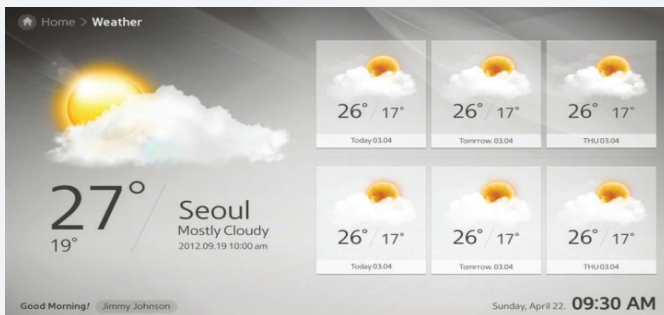 Home > Weather
27°
19°
Seoul
Mostly Cloudy
2012.09.19 10:00 am
26° / 17°
Today 03.04
26° / 17°
Tomrrow. 03.04
26° 17°
THU 03.04
26° / 17°
Today 03.04
26° / 17°
Tomrrow. 03.04
26° 17°
THU 03.04
Good Morning! Jimmy Johnson
Sunday, April 22. 09:30 AM